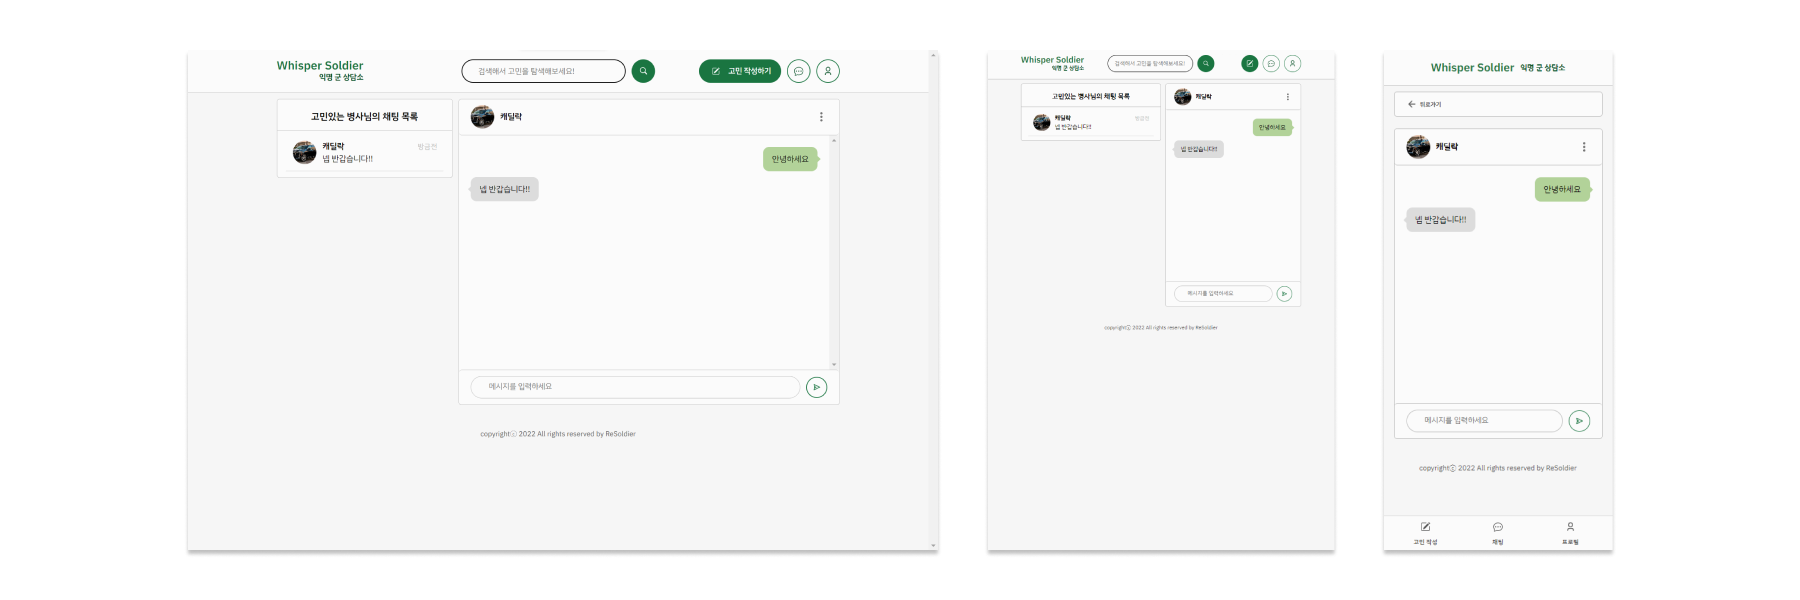 Whisper Soldier
익명 군 상담소
검색해서 고민을 탐색해보세요!
고민 작성하기
고민있는 병사님의 채팅 목록
캐딜락
방금전
넵 반갑습니다!!
캐딜락
안녕하세요
넵 반갑습니다!!
메시지를 입력하세요
copyrightⓒ 2022 All rights reserved by ReSoldier
Whisper Soldier
익명 군 상담소
검색해서 고민을 탐색해보세요!
고민있는 병사님의 채팅 목록
캐딜락
방금전
넵 반갑습니다!!
캐딜락
안녕하세요
넵 반갑습니다!!
메시지를 입력하세요
copyrightⓒ 2022 All rights reserved by ReSoldier
Whisper Soldier 익명 군 상담소
뒤로가기
캐딜락
안녕하세요
넵 반갑습니다!!
메시지를 입력하세요
copyrightⓒ 2022 All rights reserved by ReSoldier
고민 작성
채팅
프로필